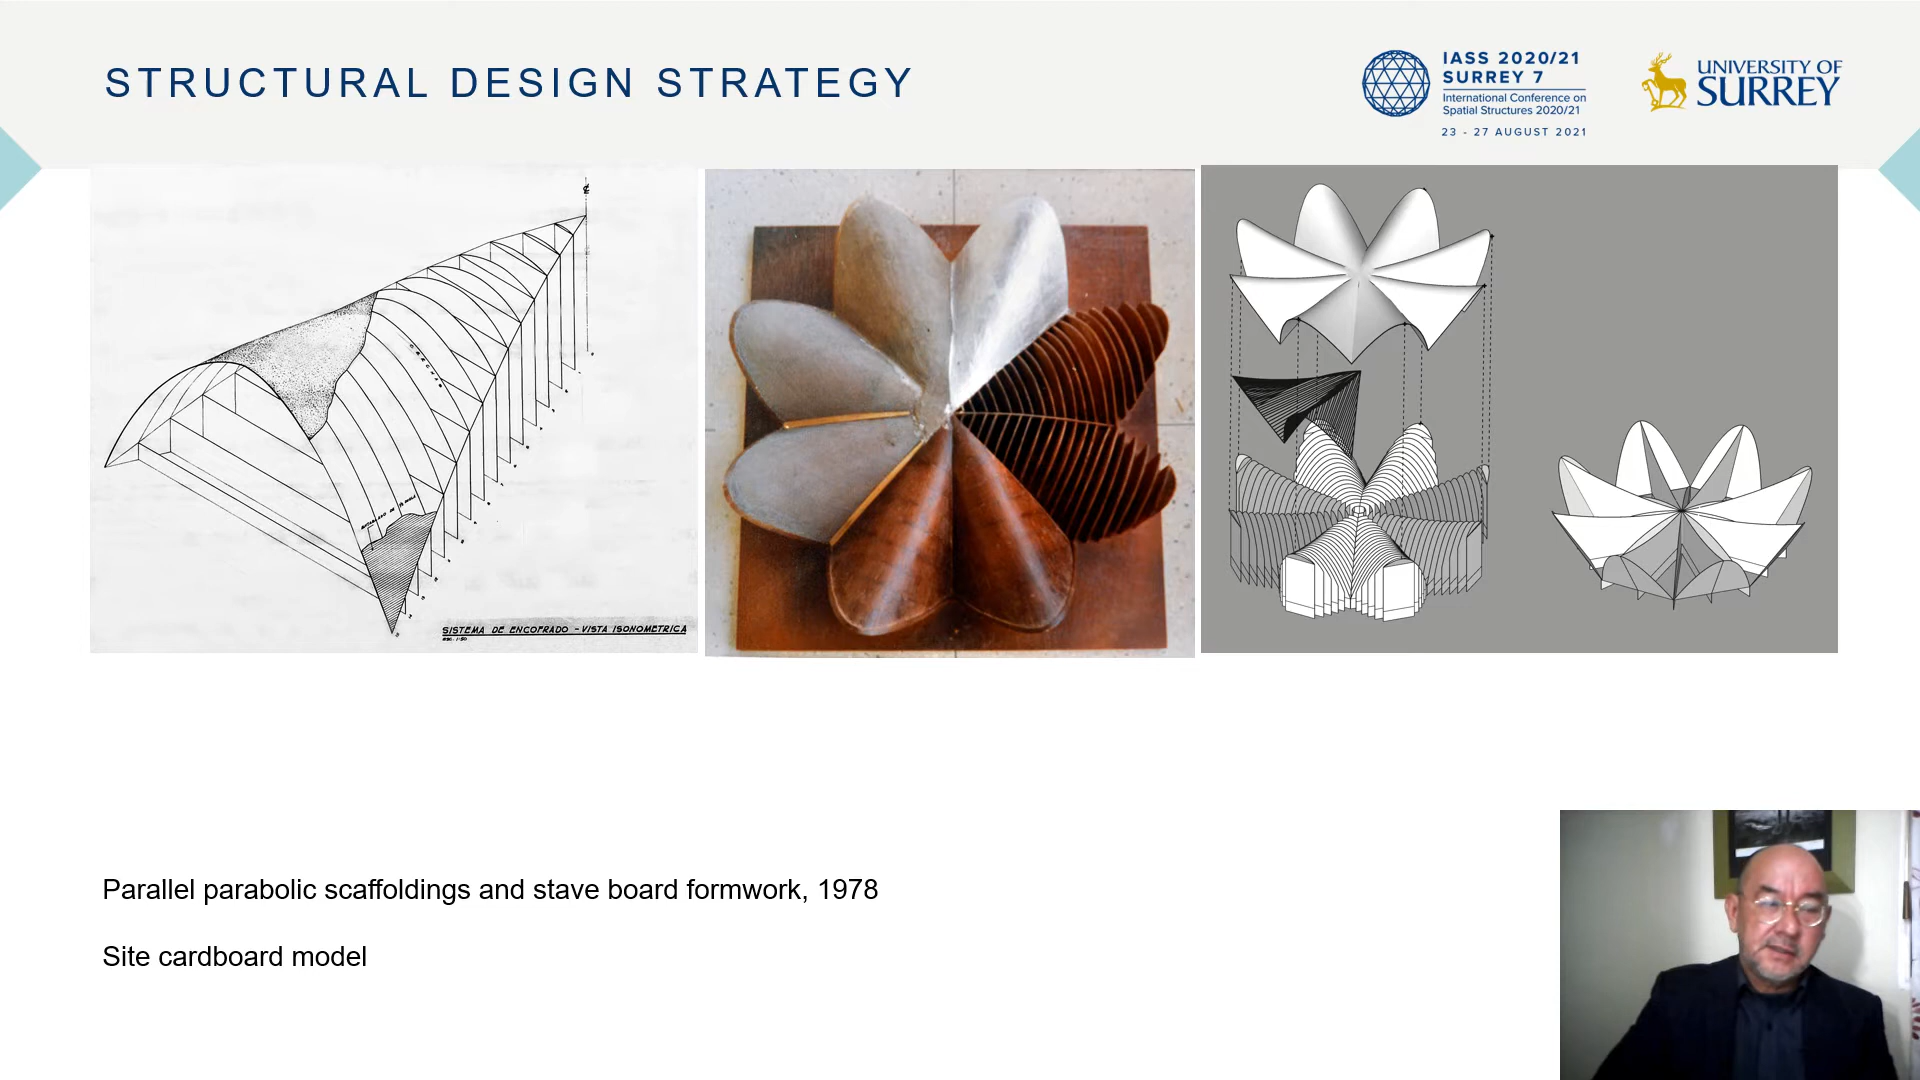 STRUCTURAL DESIGN STRATEGY
IASS 2020/21
SURREY 7
International Conference on
Spatial Structures 2020/21
23 - 27 AUGUST 2021
UNIVERSITY OF
SURREY
SISTEMA DE ENCOFRADO - VISTA ISONOMETRICA
Parallel parabolic scaffoldings and stave board formwork, 1978
Site cardboard model